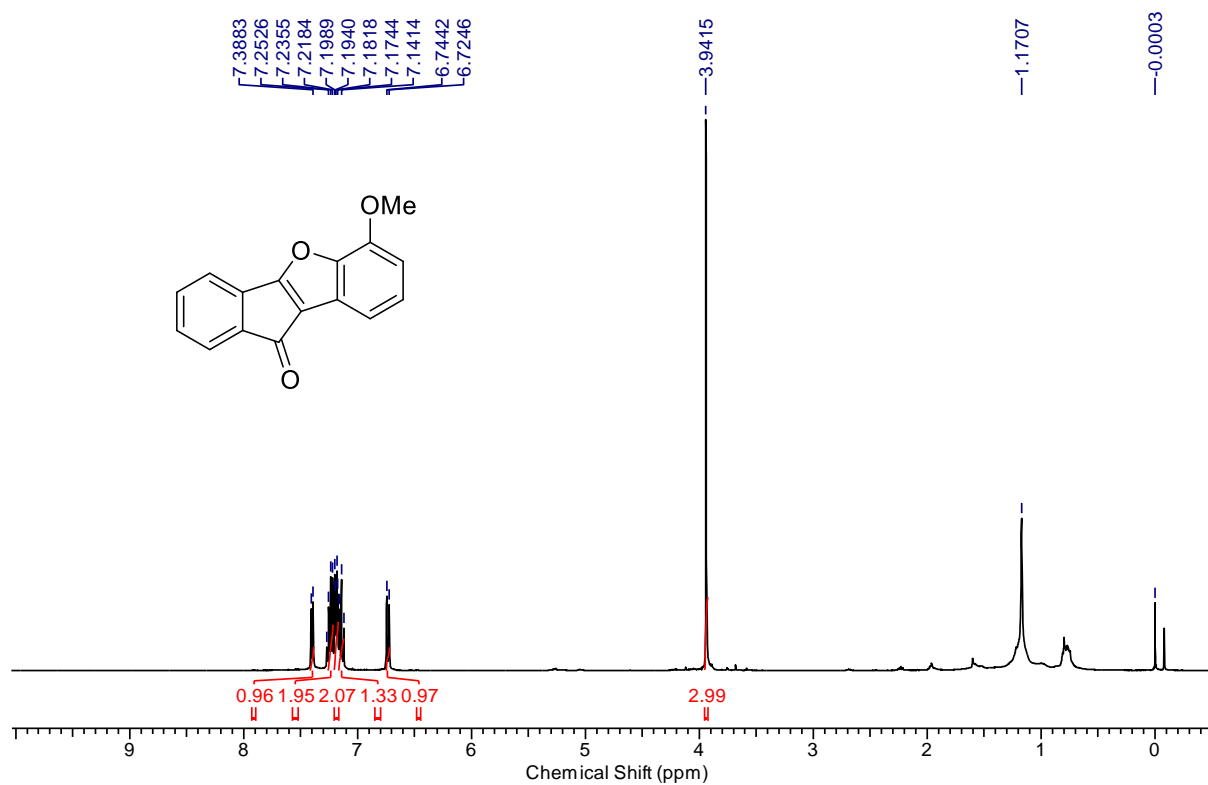 7.3883
7.2526
7.2355
7.2184
7.1989
7.1940
7.1818
7.1744
7.1414
6.7442
6.7246
3.9415
1.1707
-0.0003
OMe
O
O
0.96 1.95 2.07 1.33 0.97 2.99
9 8 7 6 5 4 3 2 1 0
Chemical Shift (ppm)